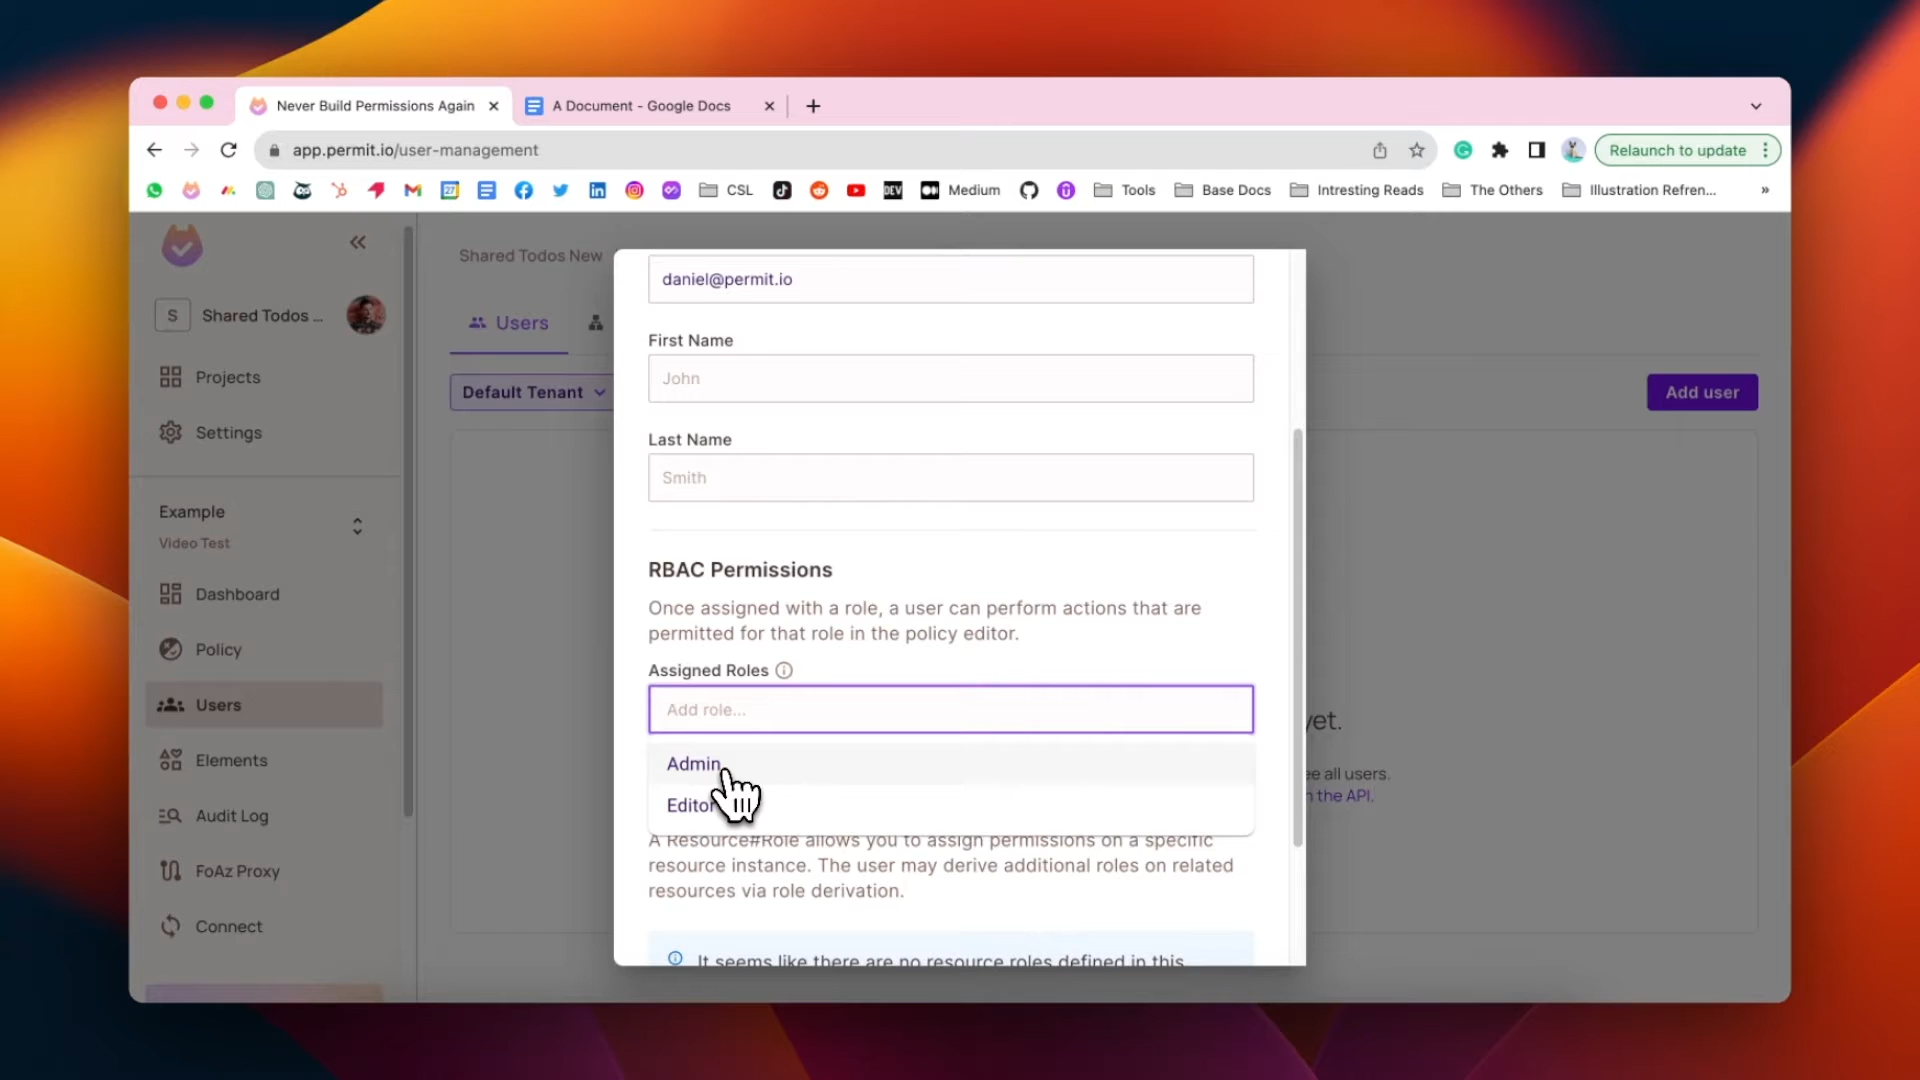 Never Build Permissions Again
A Document - Google Docs
app.permit.io/user-management
Relaunch to update
CSL
DEV
Medium
Tools
Base Docs
Intresting Reads
The Others
Illustration Refren...
»
S
Shared Todos ...
Projects
Settings
Example
Video Test
Dashboard
Policy
Users
Elements
Audit Log
FoAz Proxy
Connect
Shared Todos New
Users
Default Tenant
Add user
daniel@permit.io
First Name
John
Last Name
Smith
RBAC Permissions
Once assigned with a role, a user can perform actions that are
permitted for that role in the policy editor.
Assigned Roles
Add role...
Admin
Editor
A Resource#Role allows you to assign permissions on a specific
resource instance. The user may derive additional roles on related
resources via role derivation.
It seems like there are no resource roles defined in this
yet.
all users.
the API.